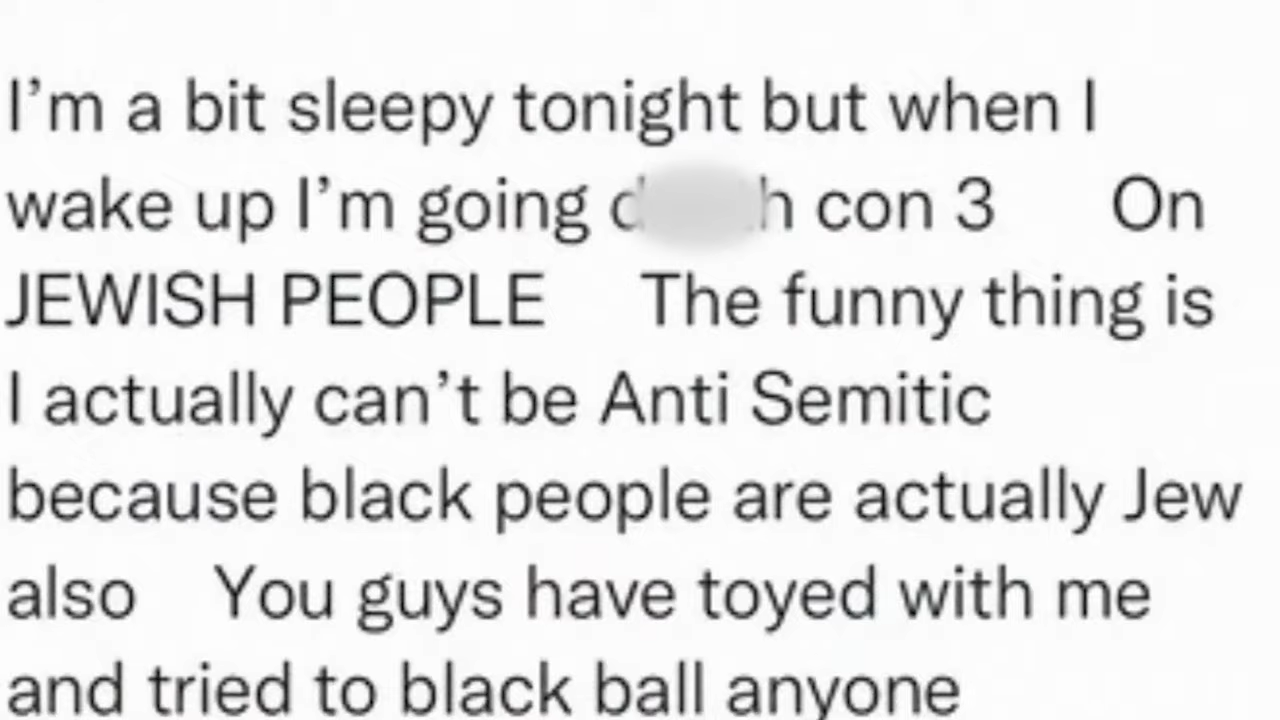 I'm a bit sleepy tonight but when I
wake up I'm going con 3 On
JEWISH PEOPLE The funny thing is
I actually can't be Anti Semitic
because black people are actually Jew
also You guys have toyed with me
and tried to black ball anyone